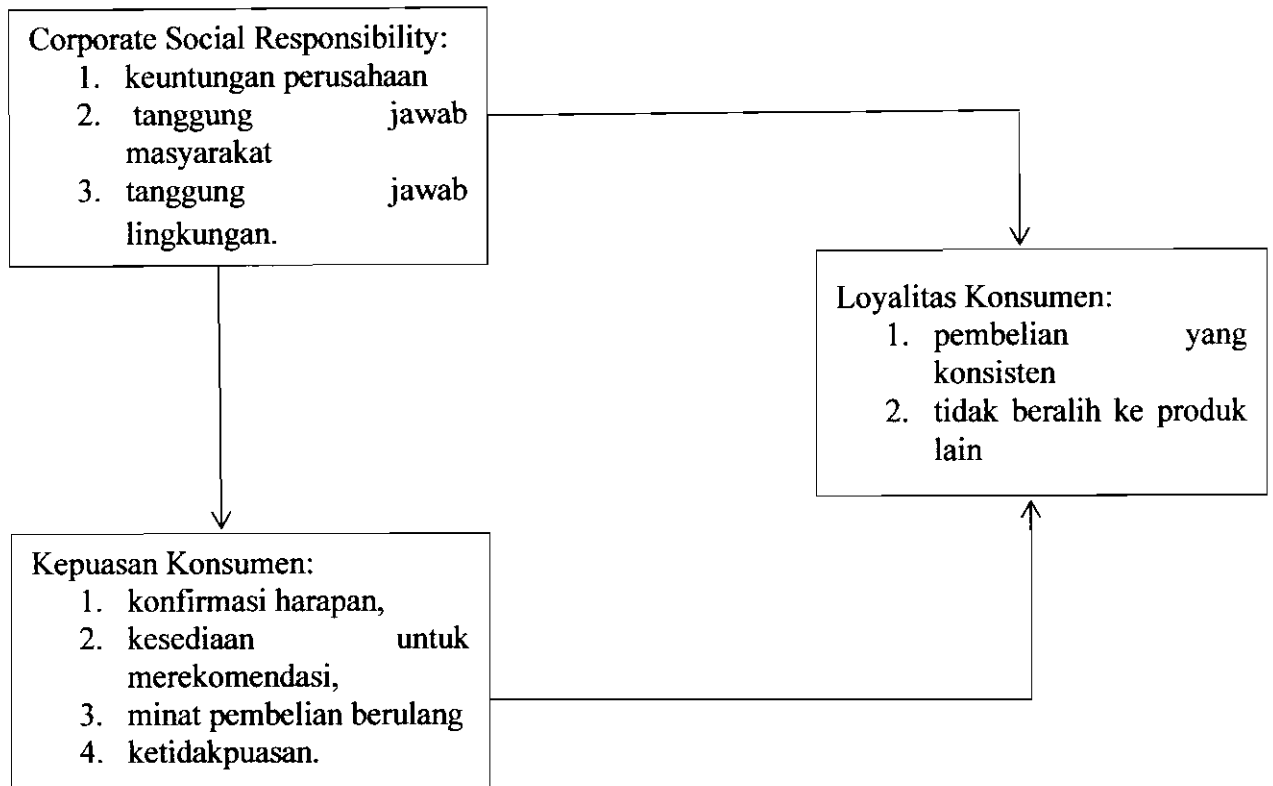 Corporate Social Responsibility:
1. keuntungan perusahaan
2. tanggung jawab
masyarakat
3. tanggung jawab
lingkungan.
Loyalitas Konsumen:
1. pembelian yang
konsisten
2. tidak beralih ke produk
lain
Kepuasan Konsumen:
1. konfirmasi harapan,
2. kesediaan untuk
merekomendasi,
3. minat pembelian berulang
4. ketidakpuasan.